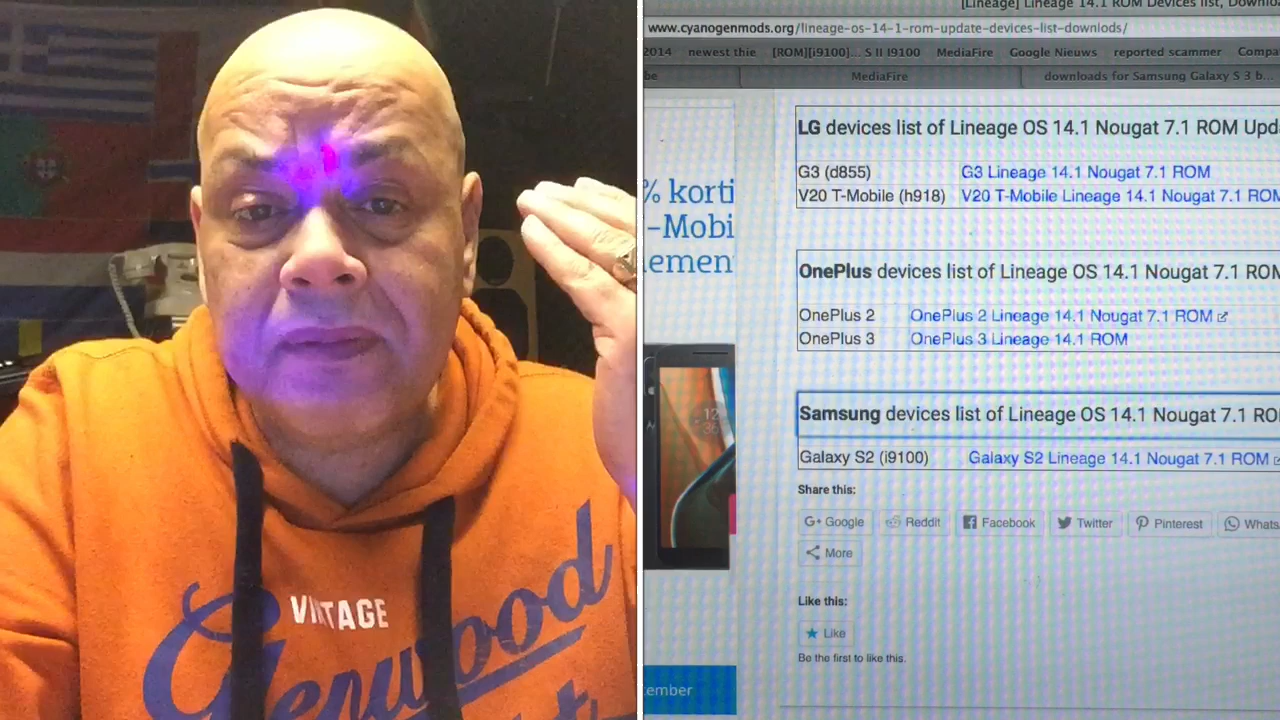 VINTAGE
Glenwood
[Lineage] Lineage 14.1 ROM Devices list, Downlo
www.cyanogenmods.org/lineage-os-14-1-rom-update-devices-list-downlods/
2014 newest thie [ROM][i9100]... S II I9100 MediaFire Google Nieuws reported scammer Compa
be MediaFire downloads for Samsung Galaxy S 3 b...
% korti
-Mobi
lement
12
36
ember
LG devices list of Lineage OS 14.1 Nougat 7.1 ROM Upd
G3 (d855) G3 Lineage 14.1 Nougat 7.1 ROM
V20 T-Mobile (h918) V20 T-Mobile Lineage 14.1 Nougat 7.1 ROM
OnePlus devices list of Lineage OS 14.1 Nougat 7.1 ROM
OnePlus 2 OnePlus 2 Lineage 14.1 Nougat 7.1 ROM
OnePlus 3 OnePlus 3 Lineage 14.1 ROM
Samsung devices list of Lineage OS 14.1 Nougat 7.1 RO
Galaxy S2 (i9100) Galaxy S2 Lineage 14.1 Nougat 7.1 ROM
Share this:
G+ Google Reddit Facebook Twitter Pinterest Whats
More
Like this:
Like
Be the first to like this.